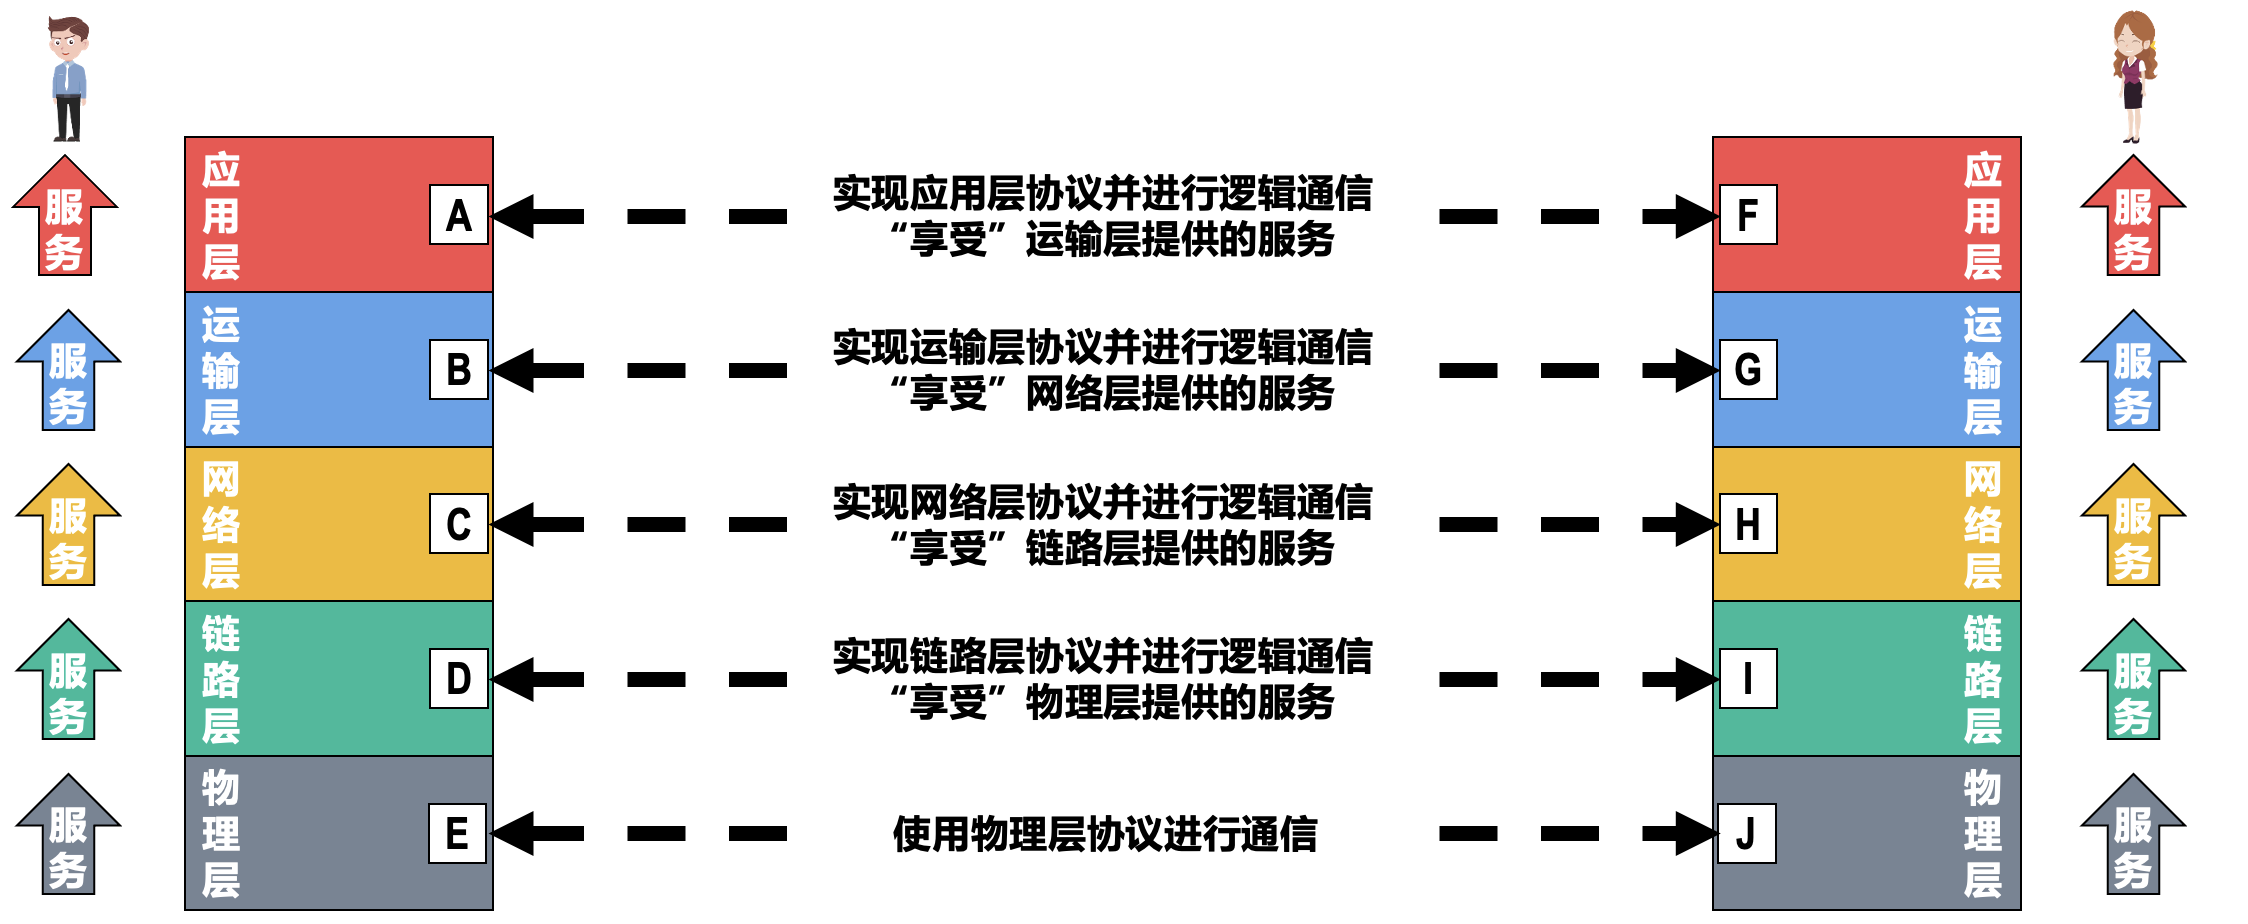 服务
应用层
A
实现应用层协议并进行逻辑通信
“享受”运输层提供的服务
F
应用层
服务
服务
运输层
B
实现运输层协议并进行逻辑通信
“享受”网络层提供的服务
G
运输层
服务
服务
网络层
C
实现网络层协议并进行逻辑通信
“享受”链路层提供的服务
H
网络层
服务
服务
链路层
D
实现链路层协议并进行逻辑通信
“享受”物理层提供的服务
I
链路层
服务
服务
物理层
E
使用物理层协议进行通信
J
物理层
服务